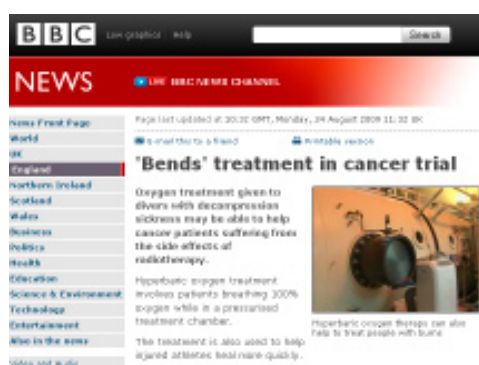 BBC Low graphics Help Search
NEWS LIVE BBC NEWS CHANNEL
News Front Page
World
UK
England
Northern Ireland
Scotland
Wales
Business
Politics
Health
Education
Science & Environment
Technology
Entertainment
Also in the news
Video and Audio
Page last updated at 10:32 GMT, Monday, 24 August 2009 11:32 UK
E-mail this to a friend Printable version
'Bends' treatment in cancer trial
Oxygen treatment given to
divers with decompression
sickness may be able to help
cancer patients suffering from
the side effects of
radiotherapy.
Hyperbaric oxygen treatment
involves patients breathing 100%
oxygen while in a pressurised
treatment chamber.
The treatment is also used to help
injured athletes heal more quickly.
Hyperbaric oxygen therapy can also
help to treat people with burns